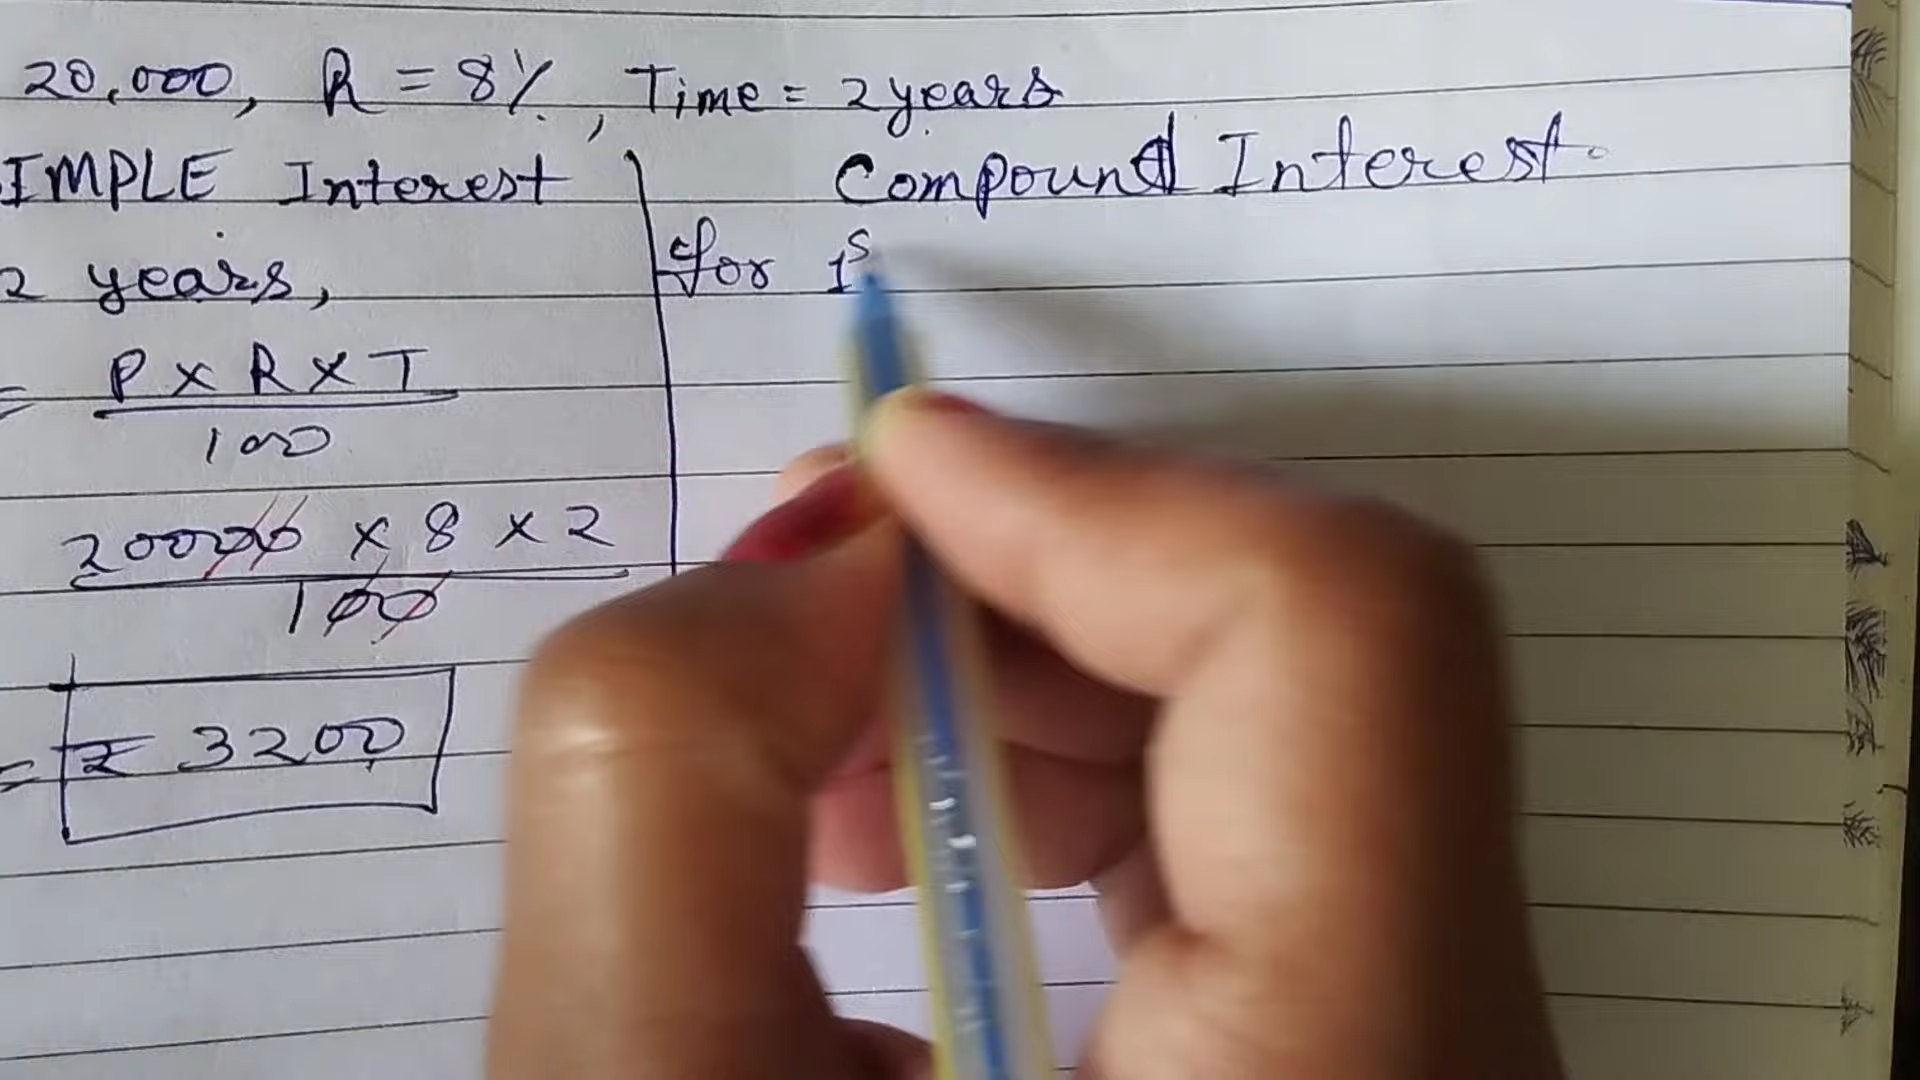 20,000, R = 8%, Time = 2 years
IMPLE Interest
2 years,
= P x R x T
100
20000 x 8 x 2
100
= ₹ 3200
Compound Interest.
for 1s